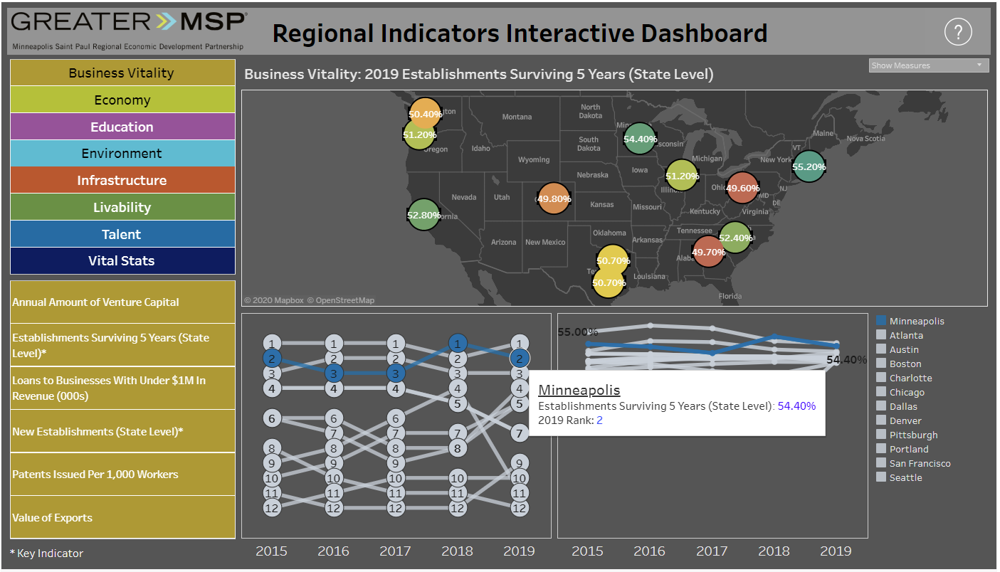 GREATER MSP
Minneapolis Saint Paul Regional Economic Development Partnership
Regional Indicators Interactive Dashboard
?
Business Vitality
Economy
Education
Environment
Infrastructure
Livability
Talent
Vital Stats
Annual Amount of Venture Capital
Establishments Surviving 5 Years (State
Level)*
Loans to Businesses With Under $1M In
Revenue (000s)
New Establishments (State Level)*
Patents Issued Per 1,000 Workers
Value of Exports
* Key Indicator
Business Vitality: 2019 Establishments Surviving 5 Years (State Level)
Show Measures
50.40%
51.20%
Oregon
Idaho
Montana
North
Dakota
South
Dakota
Wyoming
Nebraska
Nevada
Utah
49.80%
Kansas
52.80%
Arizona
New Mexico
Oklahoma
54.40%
Iowa
51.20%
Michigan
Missouri
Arkansas
Kentucky
Tennessee
49.60%
Virginia
MD
DE
NJ
New York
VT
Maine
Nova Scotia
55.20%
52.40%
49.70%
50.70%
50.70%
Louisiana
Florida
© 2020 Mapbox © OpenStreetMap
1 1 1 1 1
2 2 2 2 2
3 3 3 3 3
4 4 4 4 4
5 5
6 6 6
7 7 7 7
8 8 8 8
9 9 9 9
10 10 10 10 10
11 11 11 11 11
12 12 12 12 12
2015 2016 2017 2018 2019
55.00%
54.40%
Minneapolis
Establishments Surviving 5 Years (State Level): 54.40%
2019 Rank: 2
2015 2016 2017 2018 2019
Minneapolis
Atlanta
Austin
Boston
Charlotte
Chicago
Dallas
Denver
Pittsburgh
Portland
San Francisco
Seattle